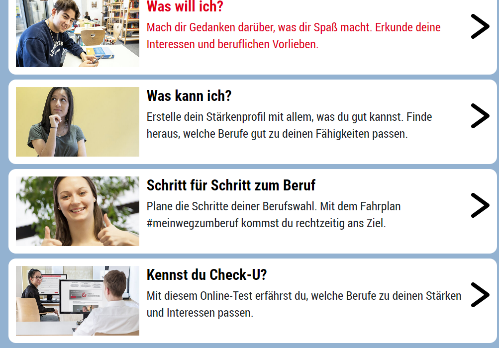 Was will ich?
Mach dir Gedanken darüber, was dir Spaß macht. Erkunde deine
Interessen und beruflichen Vorlieben.
Was kann ich?
Erstelle dein Stärkenprofil mit allem, was du gut kannst. Finde
heraus, welche Berufe gut zu deinen Fähigkeiten passen.
Schritt für Schritt zum Beruf
Plane die Schritte deiner Berufswahl. Mit dem Fahrplan
#meinwegzumberuf kommst du rechtzeitig ans Ziel.
Kennst du Check-U?
Mit diesem Online-Test erfährst du, welche Berufe zu deinen Stärken
und Interessen passen.